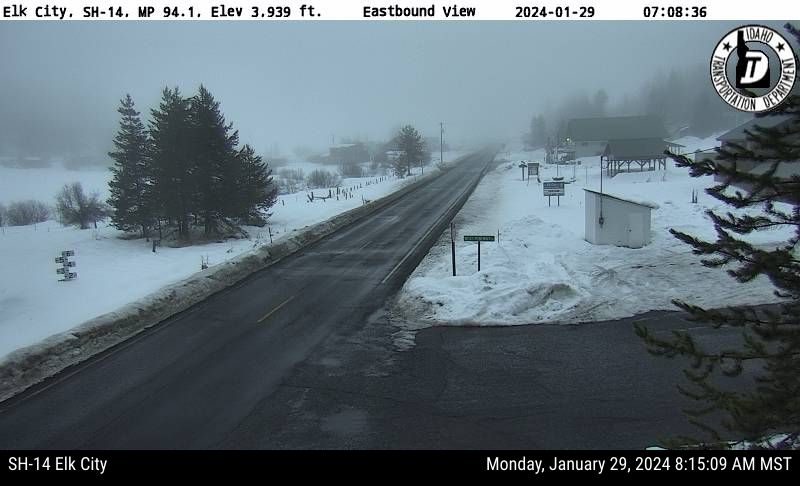 Elk City, SH-14, MP 94.1, Elev 3,939 ft. Eastbound View 2024-01-29 07:08:36
IDAHO
TRANSPORTATION DEPARTMENT
SH-14 Elk City Monday, January 29, 2024 8:15:09 AM MST